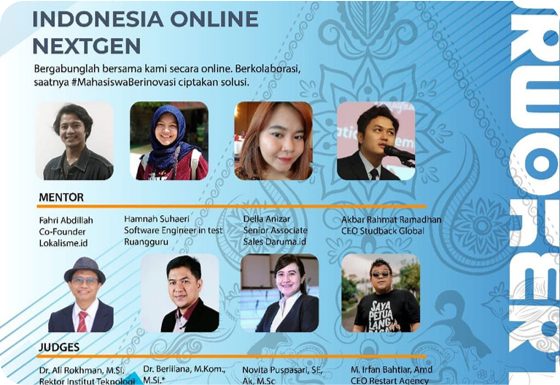 INDONESIA ONLINE
NEXTGEN
Bergabunglah bersama kami secara online. Berkolaborasi,
saatnya #MahasiswaBerinovasi ciptakan solusi.
MENTOR
Fahri Abdillah
Co-Founder
Lokalisme.id
Hamnah Suhaeri
Software Engineer in test
Ruangguru
Della Anizar
Senior Associate
Sales Daruma.id
Akbar Rahmat Ramadhan
CEO Studback Global
SAYA
PETUA
LANG
JUDGES
Dr. Ali Rokhman, M.Si.
Rektor Institut Teknologi
Dr. Berlilana, M.Kom.,
M.Si.*
Novita Puspasari, SE,
Ak, M.Sc
M. Irfan Bahtiar, Amd
CEO Restart Agency